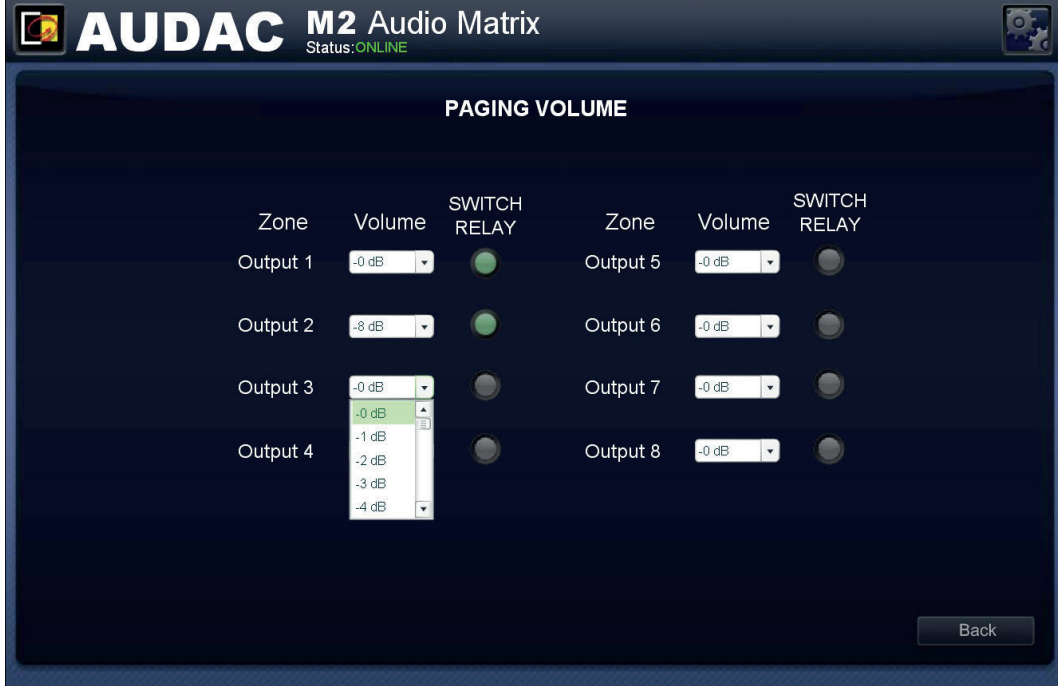 AUDAC M2 Audio Matrix
Status:ONLINE
PAGING VOLUME
Zone Volume SWITCH RELAY Zone Volume SWITCH RELAY
Output 1 -0 dB Output 5 -0 dB
Output 2 -8 dB Output 6 -0 dB
Output 3 -0 dB Output 7 -0 dB
-0 dB
-1 dB
Output 4 -2 dB Output 8 -0 dB
-3 dB
-4 dB
Back